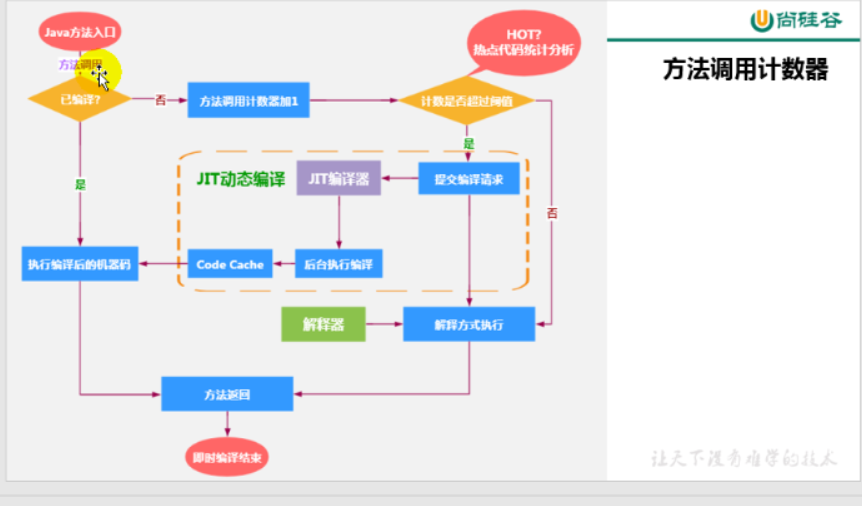 尚硅谷
Java方法入口
HOT?
热点代码统计分析
方法调用计数器
方法调用
已编译?
否
方法调用计数器加1
计数是否超过阈值
是
是
否
JIT动态编译
JIT编译器
提交编译请求
执行编译后的机器码
Code Cache
后台执行编译
解释器
解释方式执行
方法返回
即时编译结束
让天下没有难学的技术